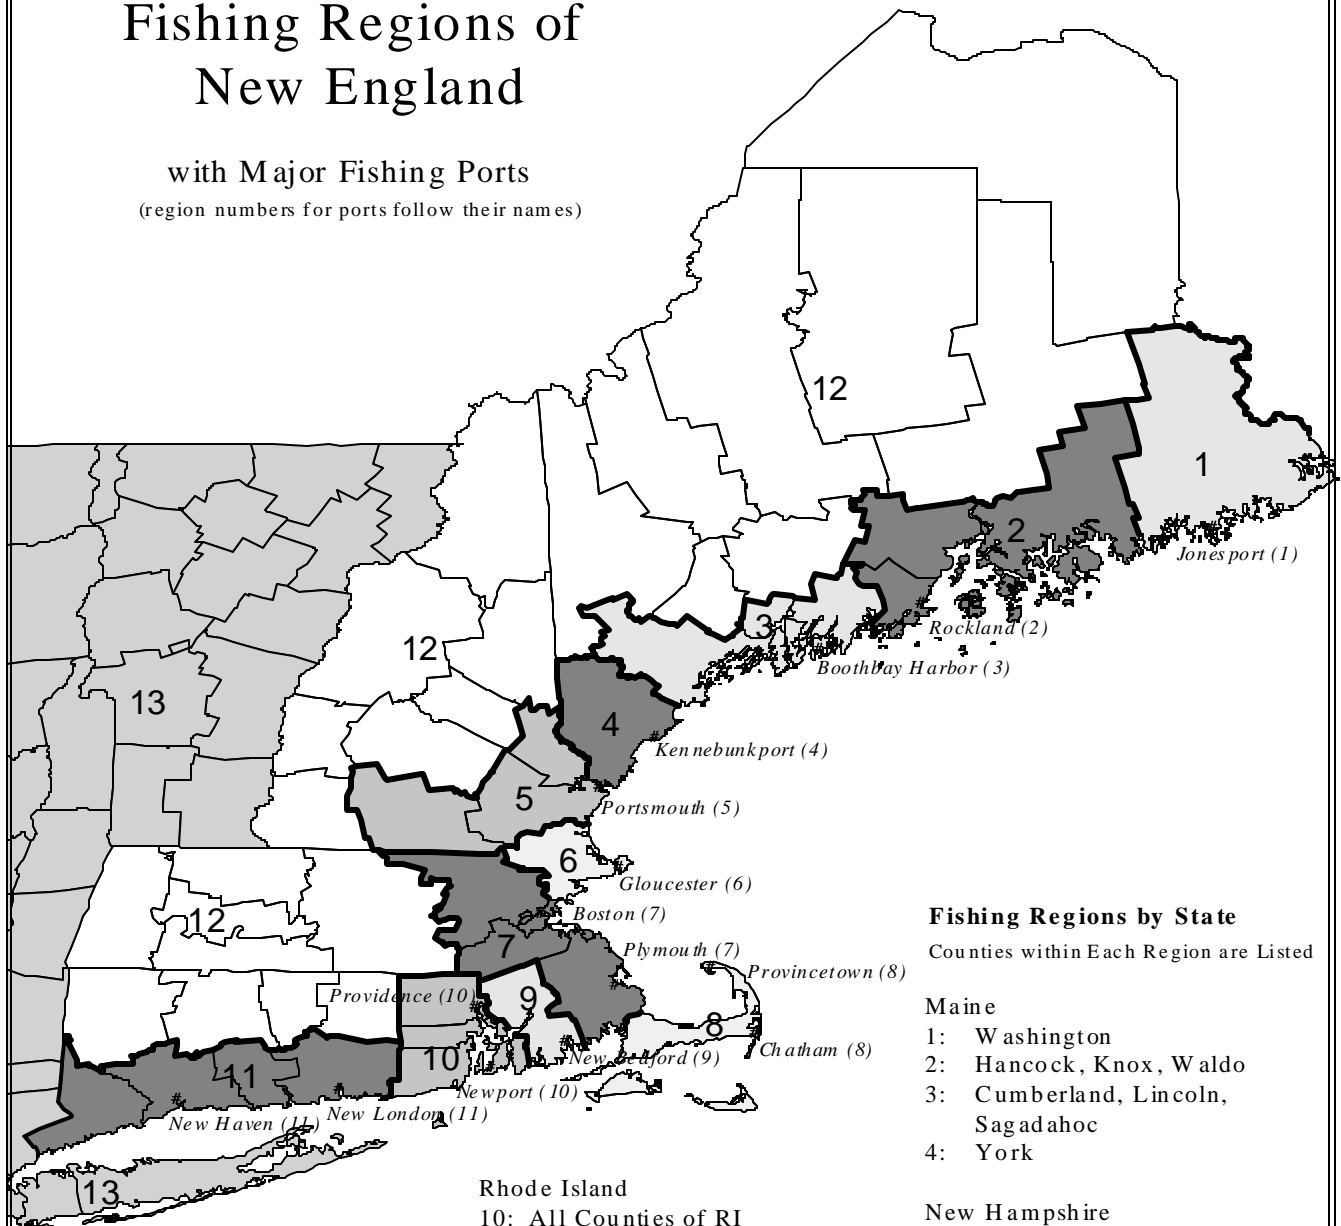 Fishing Regions of
New England
with Major Fishing Ports
(region numbers for ports follow their names)
12
1
2
Jonesport (1)
3
Rockland (2)
12
Boothbay Harbor (3)
13
4
Kennebunkport (4)
5
Portsmouth (5)
6
Gloucester (6)
12
Boston (7)
7
Plymouth (7)
Provincetown (8)
Providence (10)
9
8
Chatham (8)
10
New Bedford (9)
11
Newport (10)
New Haven (11)
New London (11)
13
Fishing Regions by State
Counties within Each Region are Listed
Maine
1: Washington
2: Hancock, Knox, Waldo
3: Cumberland, Lincoln,
Sagadahoc
4: York
Rhode Island
10: All Counties of RI
New Hampshire